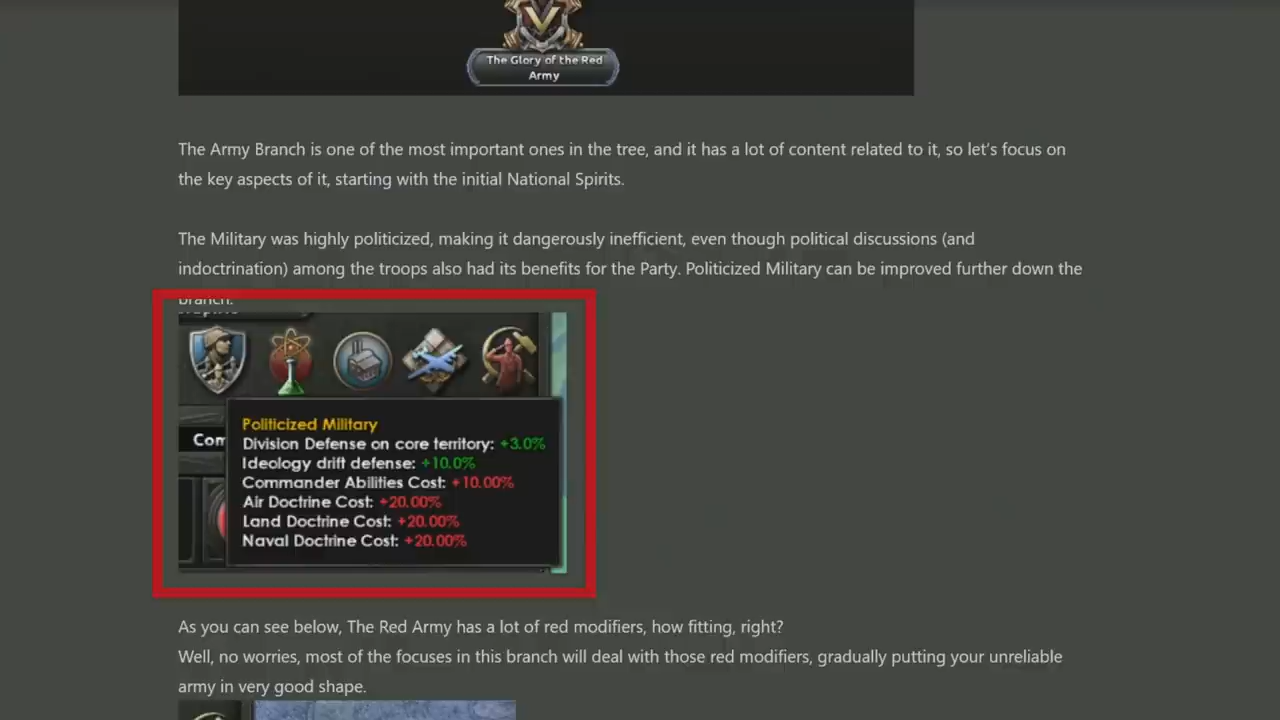 The Glory of the Red
Army
The Army Branch is one of the most important ones in the tree, and it has a lot of content related to it, so let's focus on
the key aspects of it, starting with the initial National Spirits.
The Military was highly politicized, making it dangerously inefficient, even though political discussions (and
indoctrination) among the troops also had its benefits for the Party. Politicized Military can be improved further down the
branch.
Com
Politicized Military
Division Defense on core territory: +3.0%
Ideology drift defense: +10.0%
Commander Abilities Cost: +10.00%
Air Doctrine Cost: +20.00%
Land Doctrine Cost: +20.00%
Naval Doctrine Cost: +20.00%
As you can see below, The Red Army has a lot of red modifiers, how fitting, right?
Well, no worries, most of the focuses in this branch will deal with those red modifiers, gradually putting your unreliable
army in very good shape.